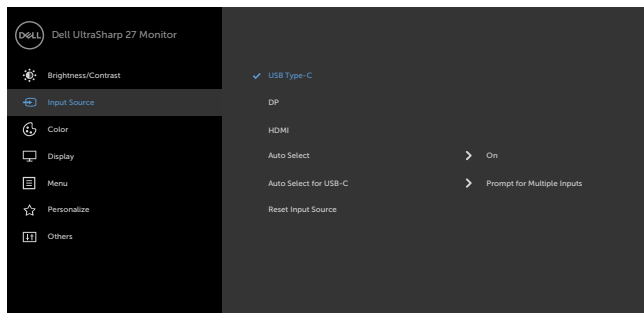 DELL
Dell UltraSharp 27 Monitor
Brightness/Contrast
USB Type-C
Input Source
DP
Color
HDMI
Display
Auto Select
On
Menu
Auto Select for USB-C
Prompt for Multiple Inputs
Personalize
Reset Input Source
Others